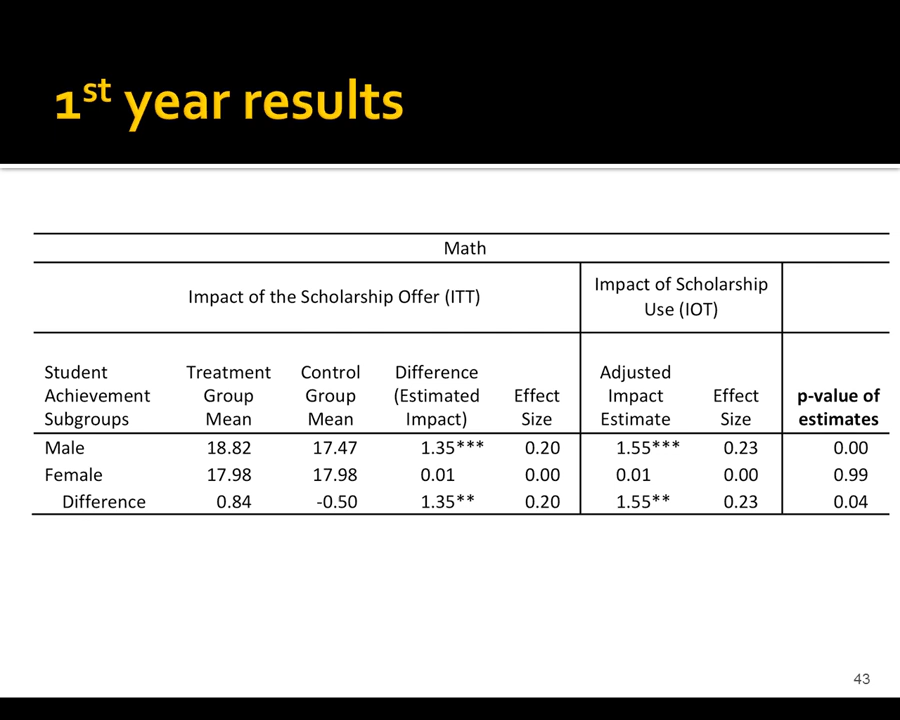 1st year results
Math
Impact of the Scholarship Offer (ITT)
Impact of Scholarship
Use (IOT)
Student Achievement Subgroups Treatment Group Mean Control Group Mean Difference (Estimated Impact) Effect Size Adjusted Impact Estimate Effect Size p-value of estimates
Male 18.82 17.47 1.35*** 0.20 1.55*** 0.23 0.00
Female 17.98 17.98 0.01 0.00 0.01 0.00 0.99
Difference 0.84 -0.50 1.35** 0.20 1.55** 0.23 0.04
43